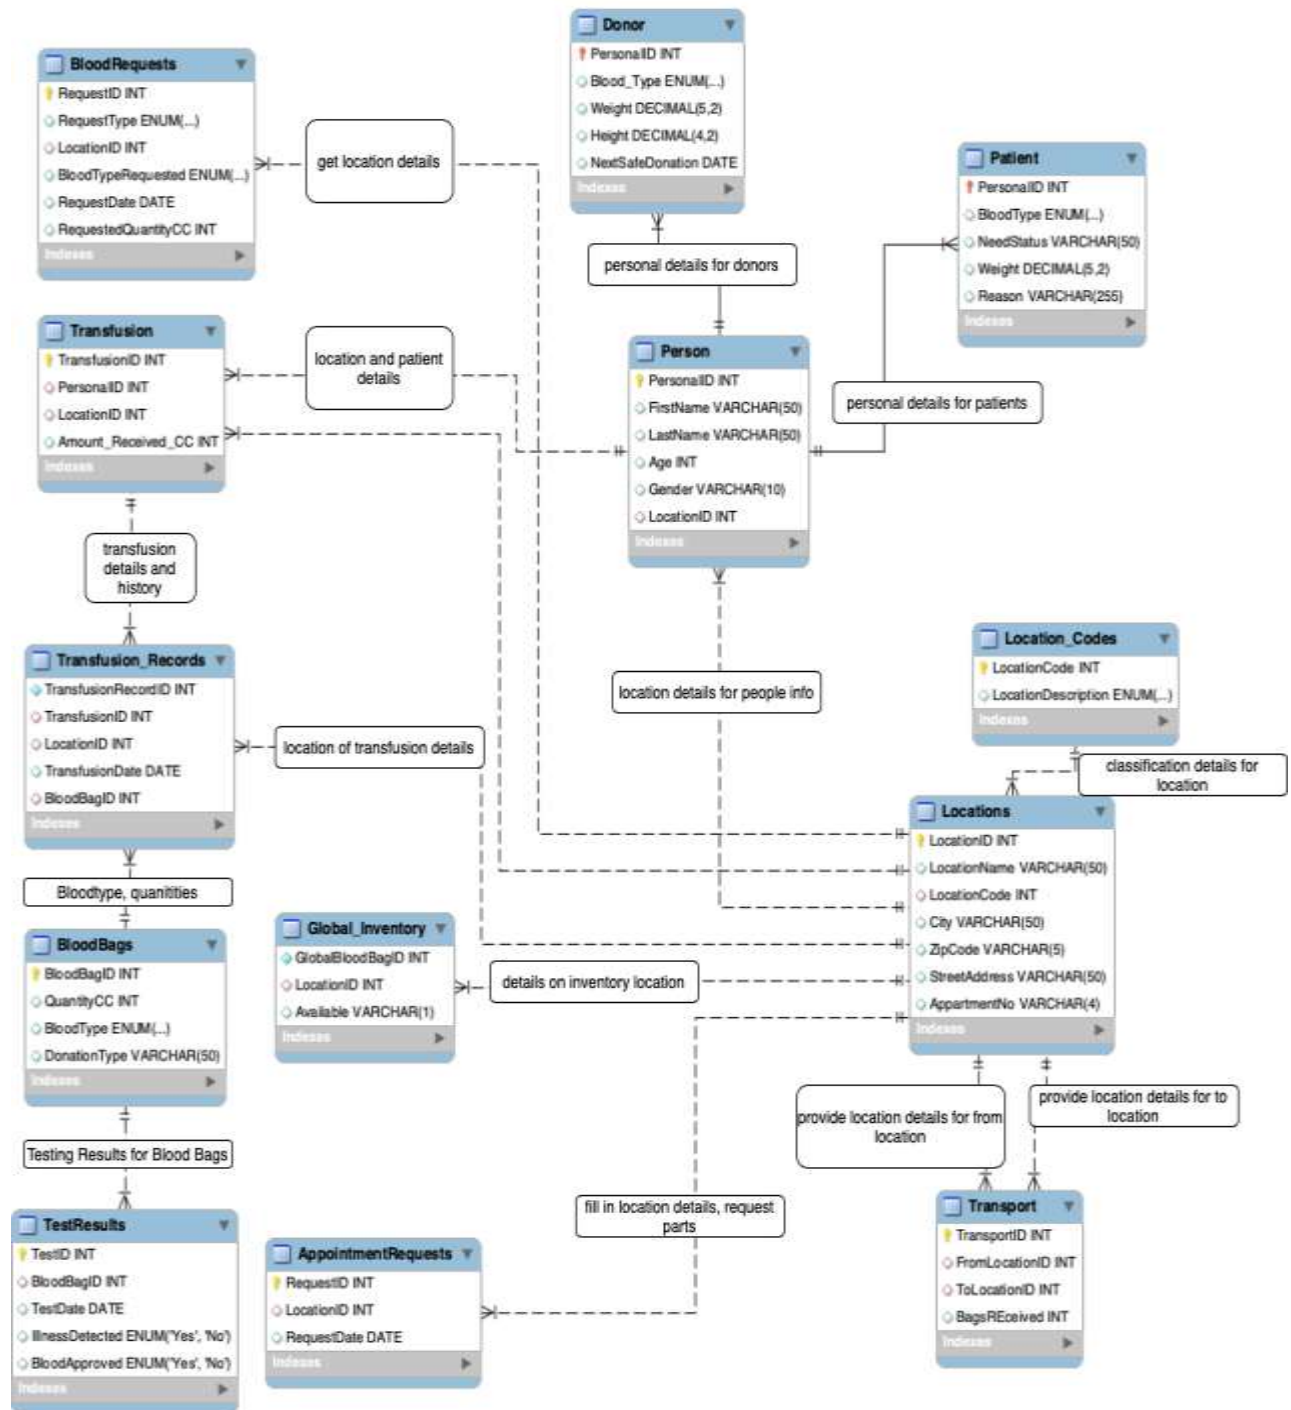 BloodRequests
RequestID INT
RequestType ENUM(...)
LocationID INT
BloodTypeRequested ENUM(...)
RequestDate DATE
RequestedQuantityCC INT
Indexes
get location details
Donor
PersonalID INT
Blood_Type ENUM(...)
Weight DECIMAL(5,2)
Height DECIMAL(4,2)
NextSafeDonation DATE
Indexes
personal details for donors
Patient
PersonalID INT
BloodType ENUM(...)
NeedStatus VARCHAR(50)
Weight DECIMAL(5,2)
Reason VARCHAR(255)
Indexes
personal details for patients
Transfusion
TransfusionID INT
PersonalID INT
LocationID INT
Amount_Received_CC INT
Indexes
location and patient
details
Person
PersonalID INT
FirstName VARCHAR(50)
LastName VARCHAR(50)
Age INT
Gender VARCHAR(10)
LocationID INT
Indexes
transfusion
details and
history
Transfusion_Records
TransfusionRecordID INT
TransfusionID INT
LocationID INT
TransfusionDate DATE
BloodBagID INT
Indexes
location of transfusion details
location details for people info
Location_Codes
LocationCode INT
LocationDescription ENUM(...)
Indexes
classification details for
location
Locations
LocationID INT
LocationName VARCHAR(50)
LocationCode INT
City VARCHAR(50)
ZipCode VARCHAR(5)
StreetAddress VARCHAR(50)
AppartmentNo VARCHAR(4)
Indexes
Bloodtype, quanitities
BloodBags
BloodBagID INT
QuantityCC INT
BloodType ENUM(...)
DonationType VARCHAR(50)
Indexes
Global_Inventory
GlobalBloodBagID INT
LocationID INT
Available VARCHAR(1)
Indexes
details on inventory location
provide location details for from
location
provide location details for to
location
Testing Results for Blood Bags
TestResults
TestID INT
BloodBagID INT
TestDate DATE
IllnessDetected ENUM('Yes', 'No')
BloodApproved ENUM('Yes', 'No')
Indexes
AppointmentRequests
RequestID INT
LocationID INT
RequestDate DATE
Indexes
fill in location details, request
parts
Transport
TransportID INT
FromLocationID INT
ToLocationID INT
BagsREceived INT
Indexes